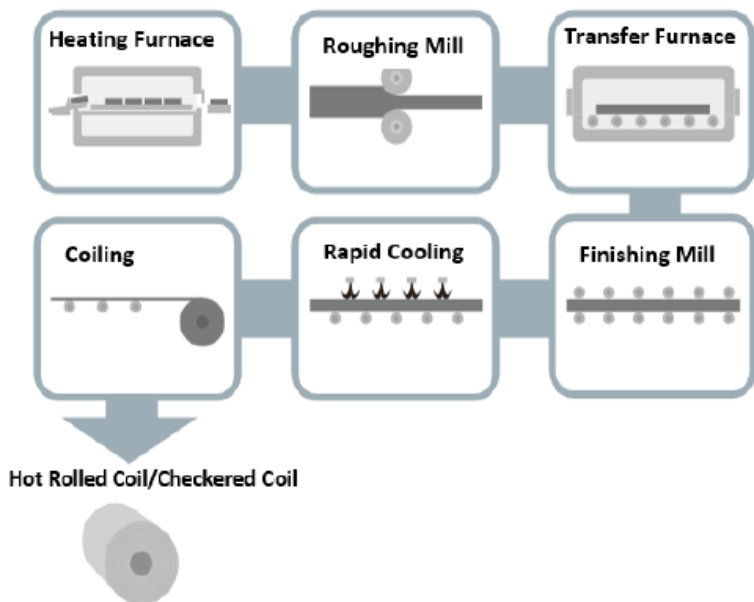 Heating Furnace
Roughing Mill
Transfer Furnace
Finishing Mill
Rapid Cooling
Coiling
Hot Rolled Coil/Checkered Coil